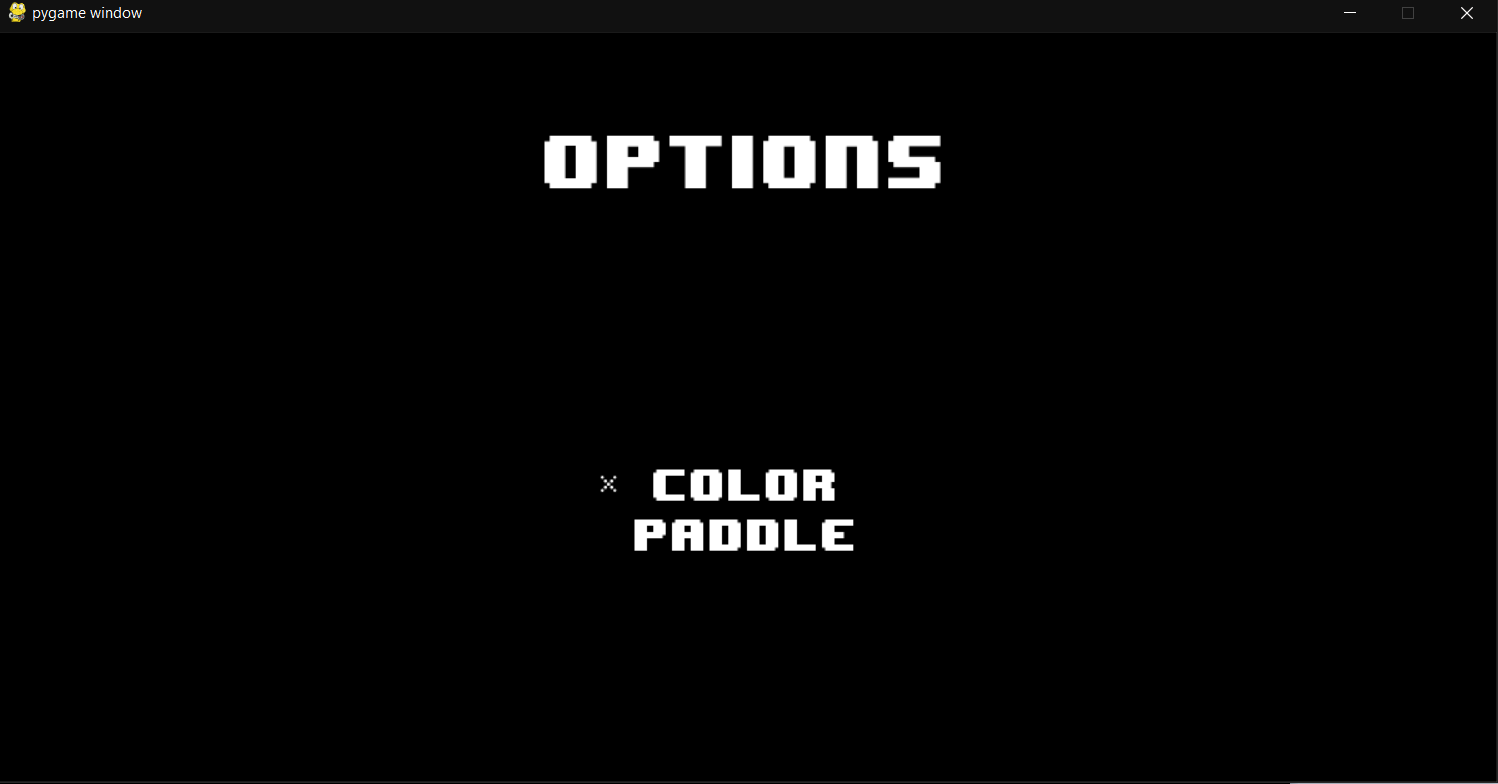 pygame window
OPTIONS
× COLOR
PADDLE